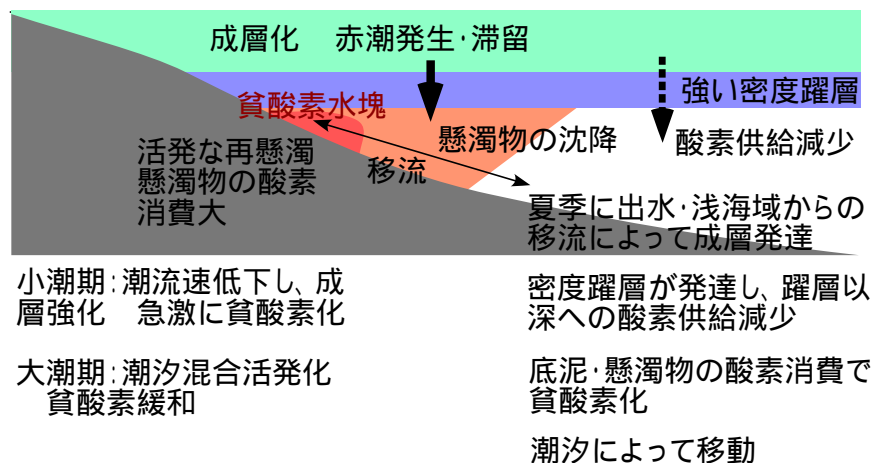 成層化　赤潮発生・滞留
強い密度躍層
貧酸素水塊
懸濁物の沈降
酸素供給減少
活発な再懸濁
懸濁物の酸素
消費大
移流
夏季に出水・浅海域からの
移流によって成層発達
小潮期：潮流速低下し、成
層強化　急激に貧酸素化
大潮期：潮汐混合活発化
貧酸素緩和
密度躍層が発達し、躍層以
深への酸素供給減少
底泥・懸濁物の酸素消費で
貧酸素化
潮汐によって移動